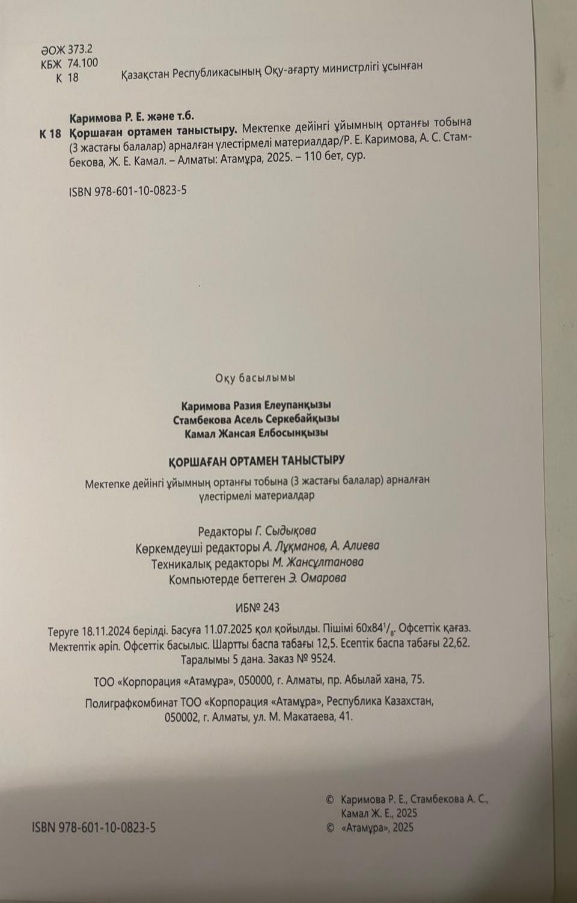 ӘОЖ 373.2
КБЖ 74.100
К 18
Қазақстан Республикасының Оқу-ағарту министрлігі ұсынған
Каримова Р. Е. және т.б.
К 18 Қоршаған ортамен таныстыру. Мектепке дейінгі ұйымның ортанғы тобына
(3 жастағы балалар) арналған үлестірмелі материалдар/Р. Е. Каримова, А. С. Стам-
бекова, Ж. Е. Камал. – Алматы: Атамұра, 2025. – 110 бет, сур.
ISBN 978-601-10-0823-5
Оқу басылымы
Каримова Разия Елеупанқызы
Стамбекова Асель Серкебайқызы
Камал Жансая Елбосынқызы
ҚОРШАҒАН ОРТАМЕН ТАНЫСТЫРУ
Мектепке дейінгі ұйымның ортанғы тобына (3 жастағы балалар) арналған
үлестірмелі материалдар
Редакторы Г. Сыдықова
Көркемдеуші редакторы А. Лұқманов, А. Алиева
Техникалық редакторы М. Жансұлтанова
Компьютерде беттеген Э. Омарова
ИБ№ 243
Теруге 18.11.2024 берілді. Басуға 11.07.2025 қол қойылды. Пішімі 60х84¹/₈. Офсеттік қағаз.
Мектептік әріп. Офсеттік басылыс. Шартты баспа табағы 12,5. Есептік баспа табағы 22,62.
Таралымы 5 дана. Заказ № 9524.
ТОО «Корпорация «Атамұра», 050000, г. Алматы, пр. Абылай хана, 75.
Полиграфкомбинат ТОО «Корпорация «Атамұра», Республика Казахстан,
050002, г. Алматы, ул. М. Макатаева, 41.
© Каримова Р. Е., Стамбекова А. С.,
Камал Ж. Е., 2025
ISBN 978-601-10-0823-5
© «Атамұра», 2025